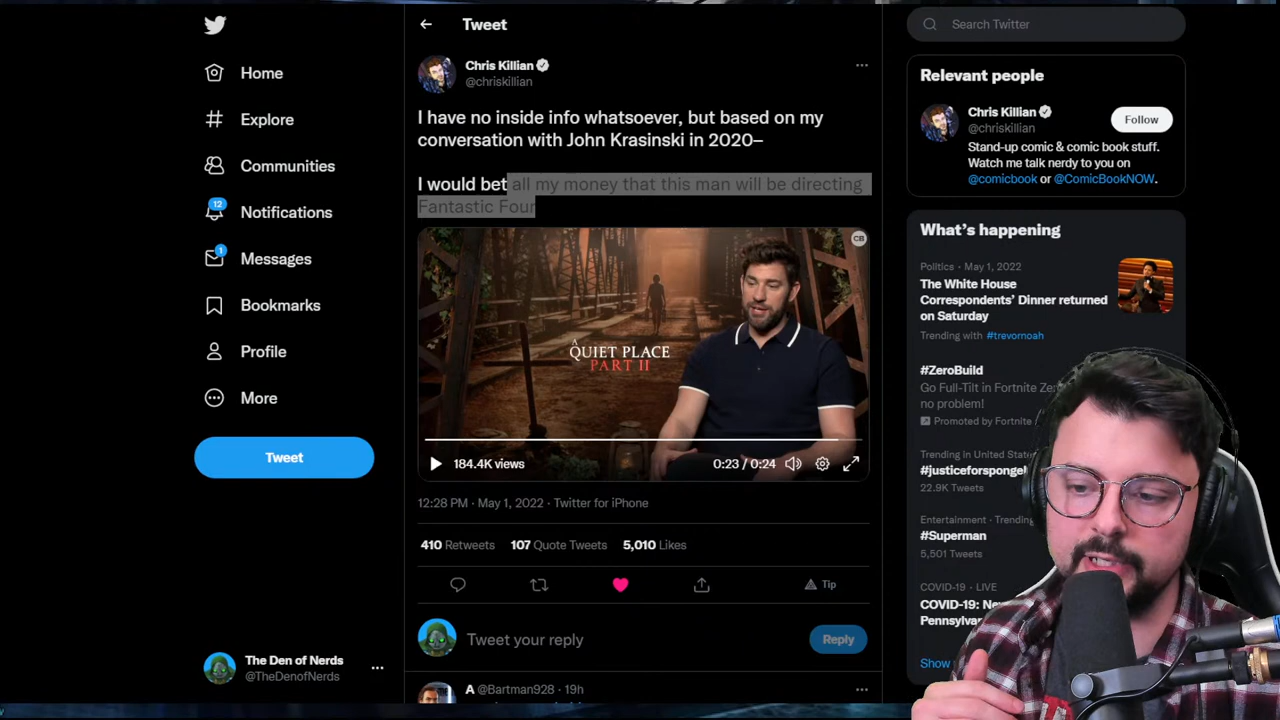 Home
Explore
Communities
12
Notifications
1
Messages
Bookmarks
Profile
More
Tweet
The Den of Nerds
@TheDenofNerds
Tweet
Chris Killian
@chriskillian
I have no inside info whatsoever, but based on my
conversation with John Krasinski in 2020–
I would bet all my money that this man will be directing
Fantastic Four
CB
A
QUIET PLACE
PART II
184.4K views
0:23 / 0:24
12:28 PM · May 1, 2022 · Twitter for iPhone
410 Retweets 107 Quote Tweets 5,010 Likes
Tip
Tweet your reply
Reply
A @Bartman928 · 19h
Search Twitter
Relevant people
Chris Killian
@chriskillian
Follow
Stand-up comic & comic book stuff.
Watch me talk nerdy to you on
@comicbook or @ComicBookNOW.
What's happening
Politics · May 1, 2022
The White House
Correspondents' Dinner returned
on Saturday
Trending with #trevornoah
#ZeroBuild
Go Full-Tilt in Fortnite
no problem!
Promoted by Fortnite
Trending in United
22.9K Tweets
Entertainment · Trending
#Superman
5,501 Tweets
COVID-19 · LIVE
COVID-19:
Show